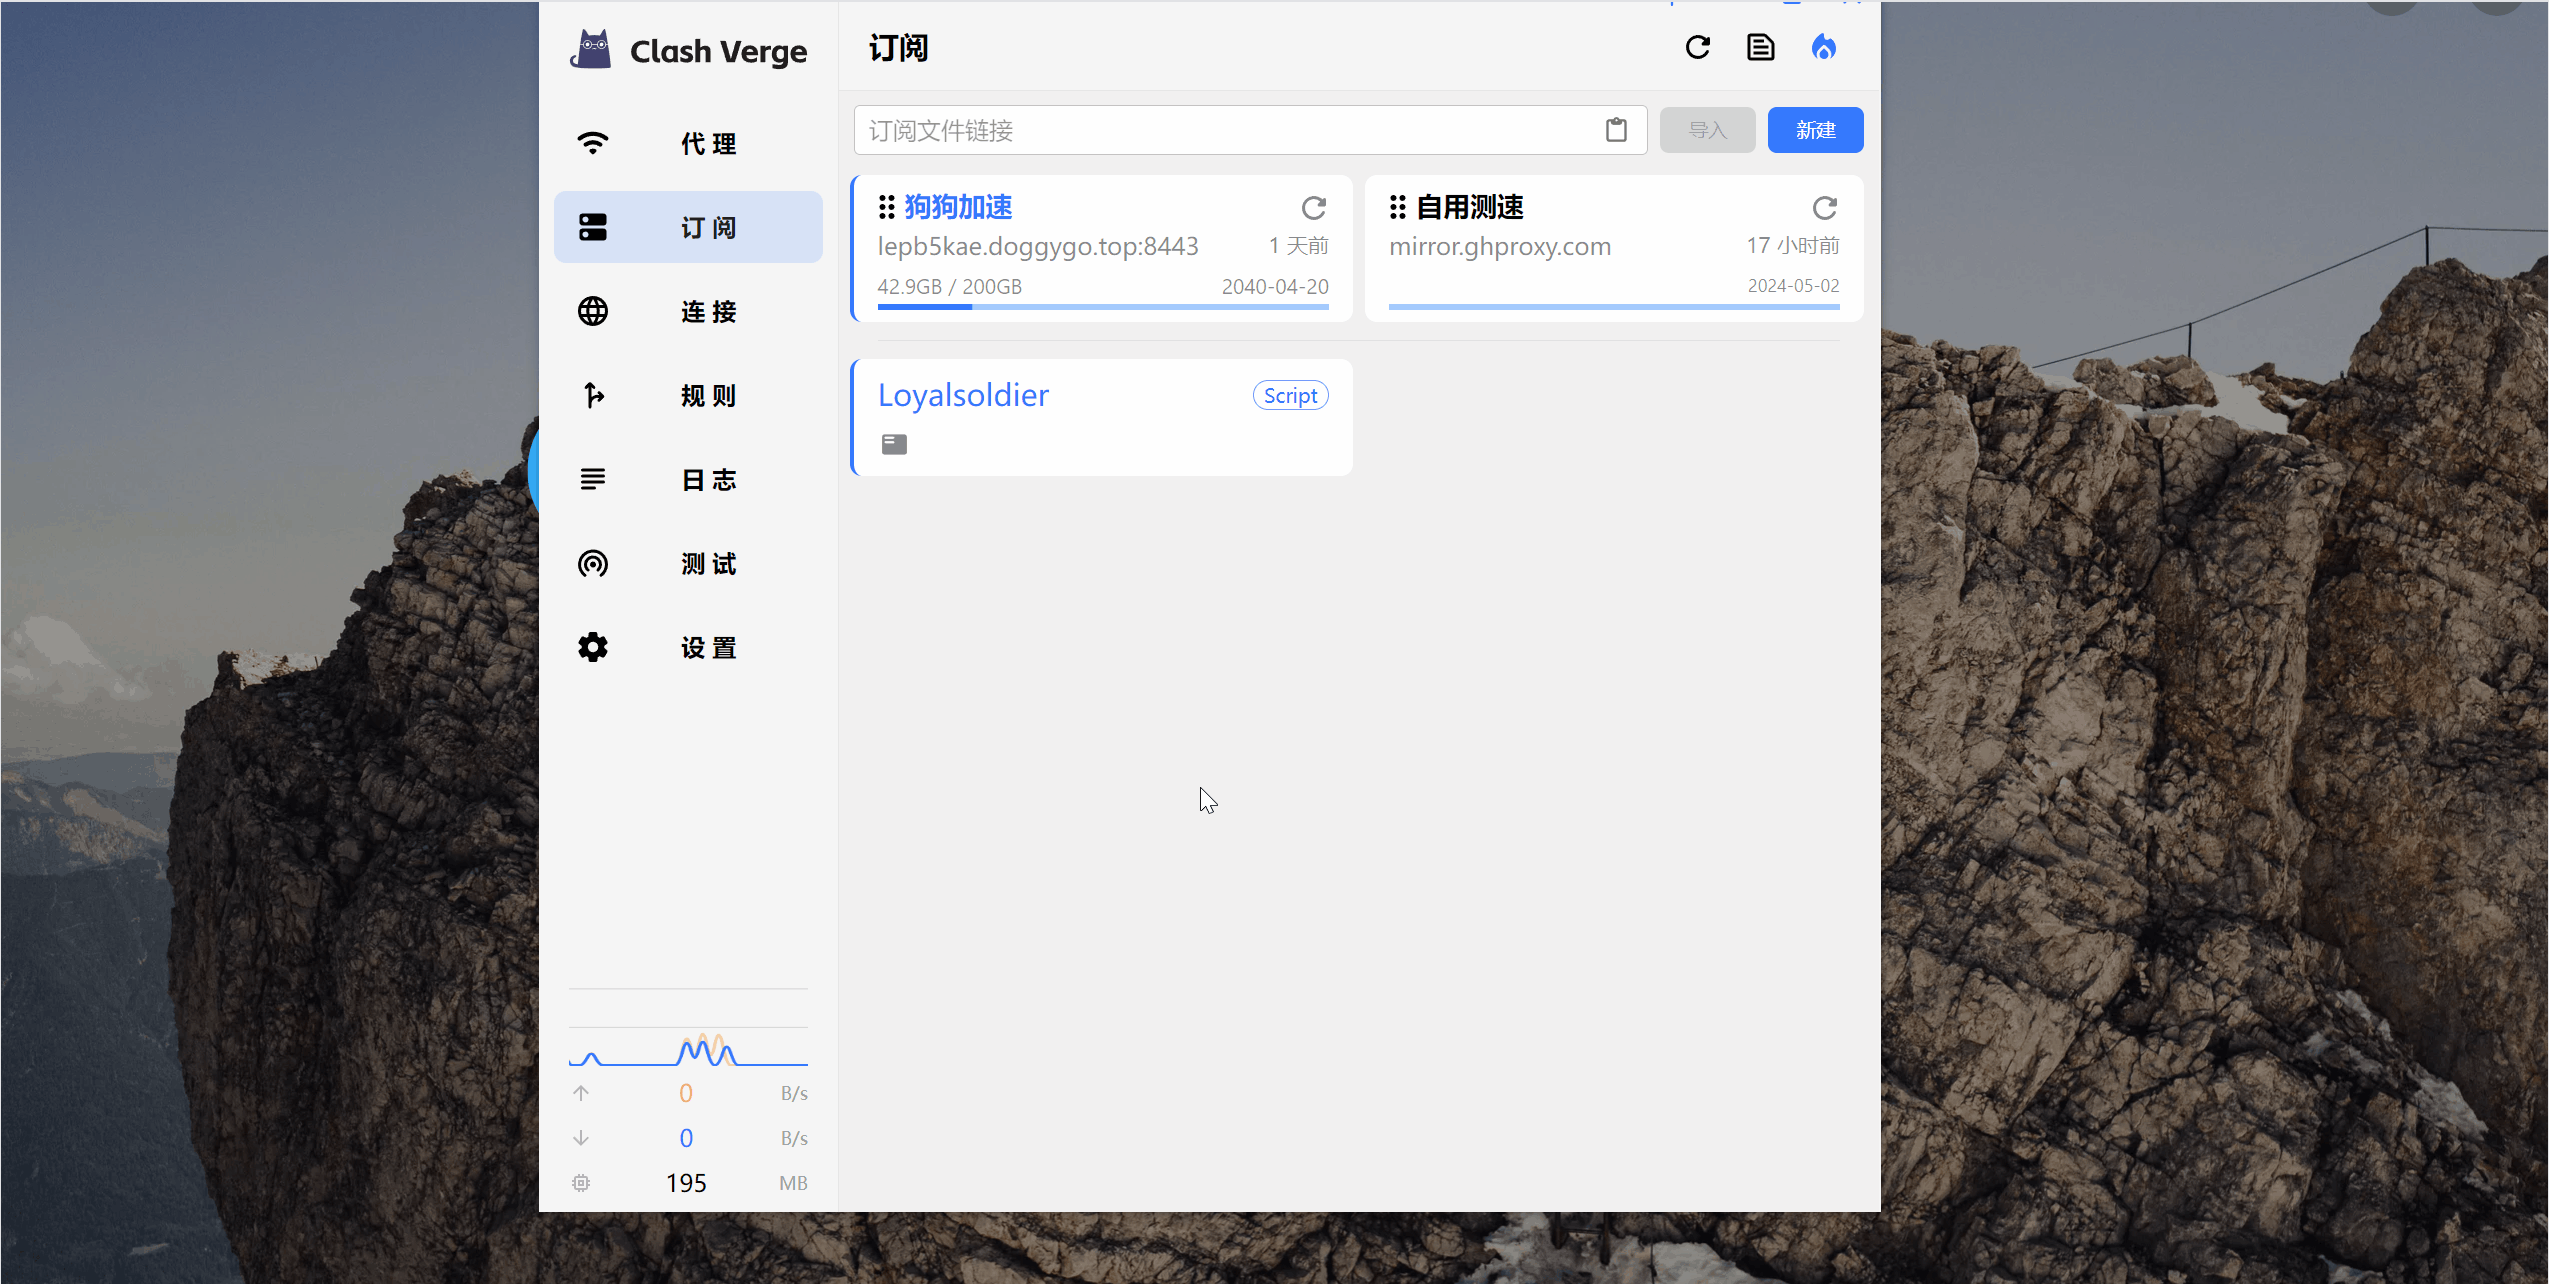 Clash Verge
代 理
订 阅
连 接
规 则
日 志
测 试
设 置
0 B/s
0 B/s
195 MB
订阅
订阅文件链接
导入
新建
狗狗加速
lepb5kae.doggygo.top:8443 1 天前
42.9GB / 200GB 2040-04-20
自用测速
mirror.ghproxy.com 17 小时前
2024-05-02
Loyalsoldier Script